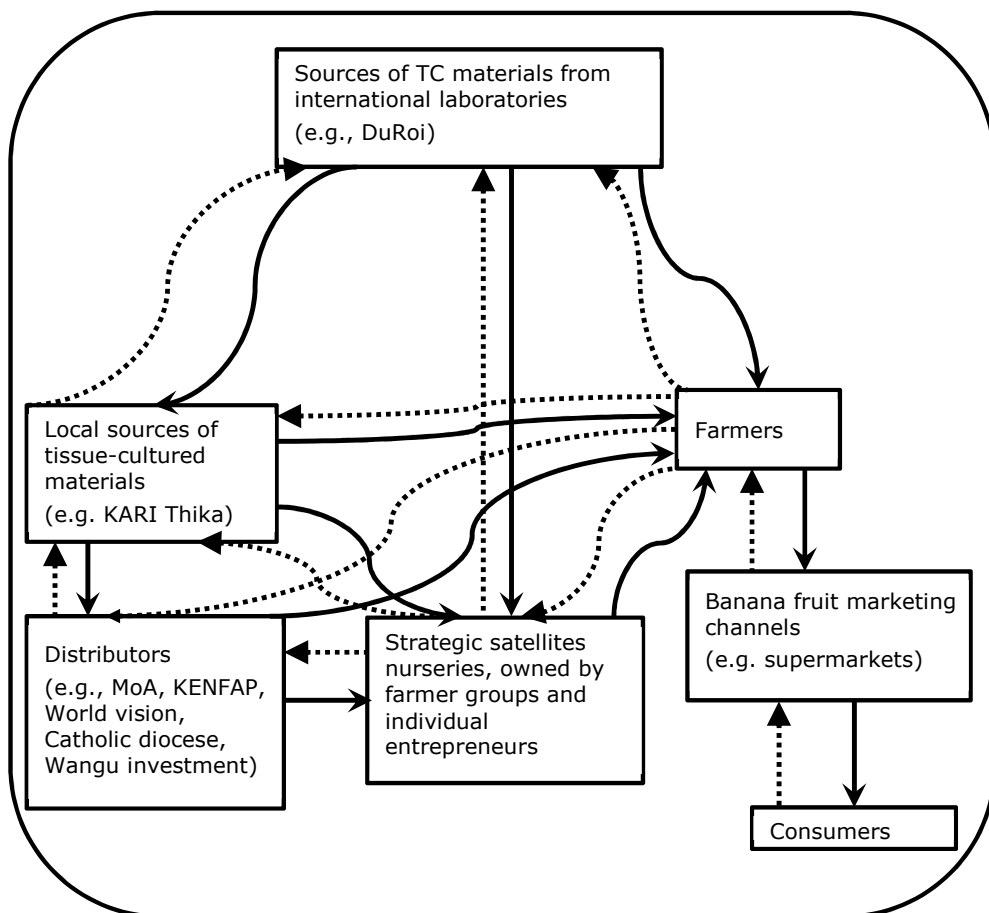 Sources of TC materials from
international laboratories
(e.g., DuRoi)
Local sources of
tissue-cultured
materials
(e.g. KARI Thika)
Farmers
Distributors
(e.g., MoA, KENFAP,
World vision,
Catholic diocese,
Wangu investment)
Strategic satellites
nurseries, owned by
farmer groups and
individual
entrepreneurs
Banana fruit marketing
channels
(e.g. supermarkets)
Consumers